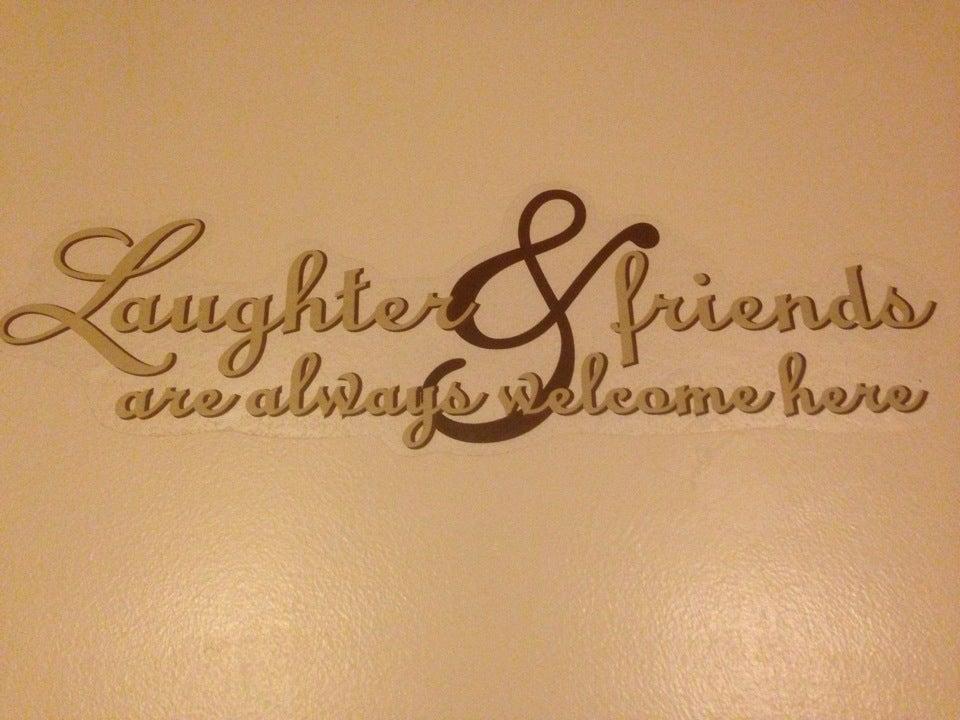 Laughter & friends
are always welcome here